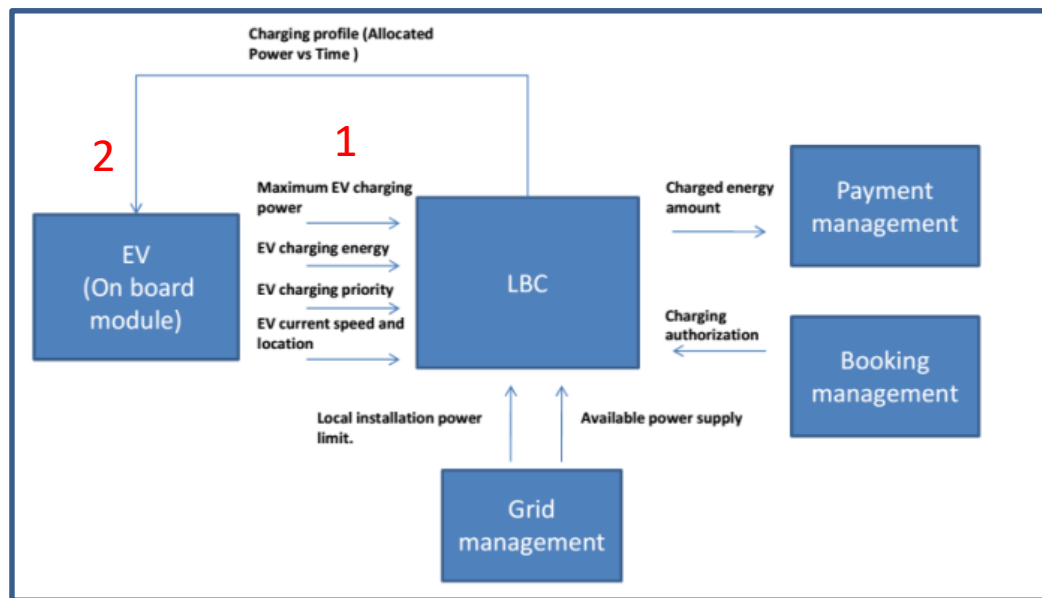 Charging profile (Allocated
Power vs Time )
2
1
Maximum EV charging
power
EV charging energy
EV charging priority
EV current speed and
location
EV
(On board
module)
LBC
Charged energy
amount
Payment
management
Charging
authorization
Booking
management
Local installation power
limit.
Available power supply
Grid
management